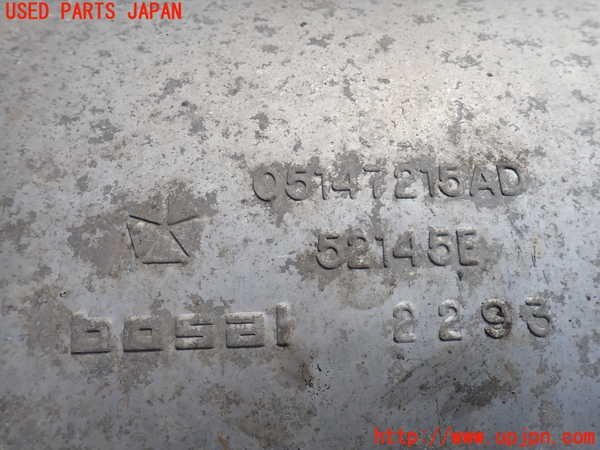 USED PARTS JAPAN
05147215AD
52145E
bosal 2293
http://www.upjpn.com